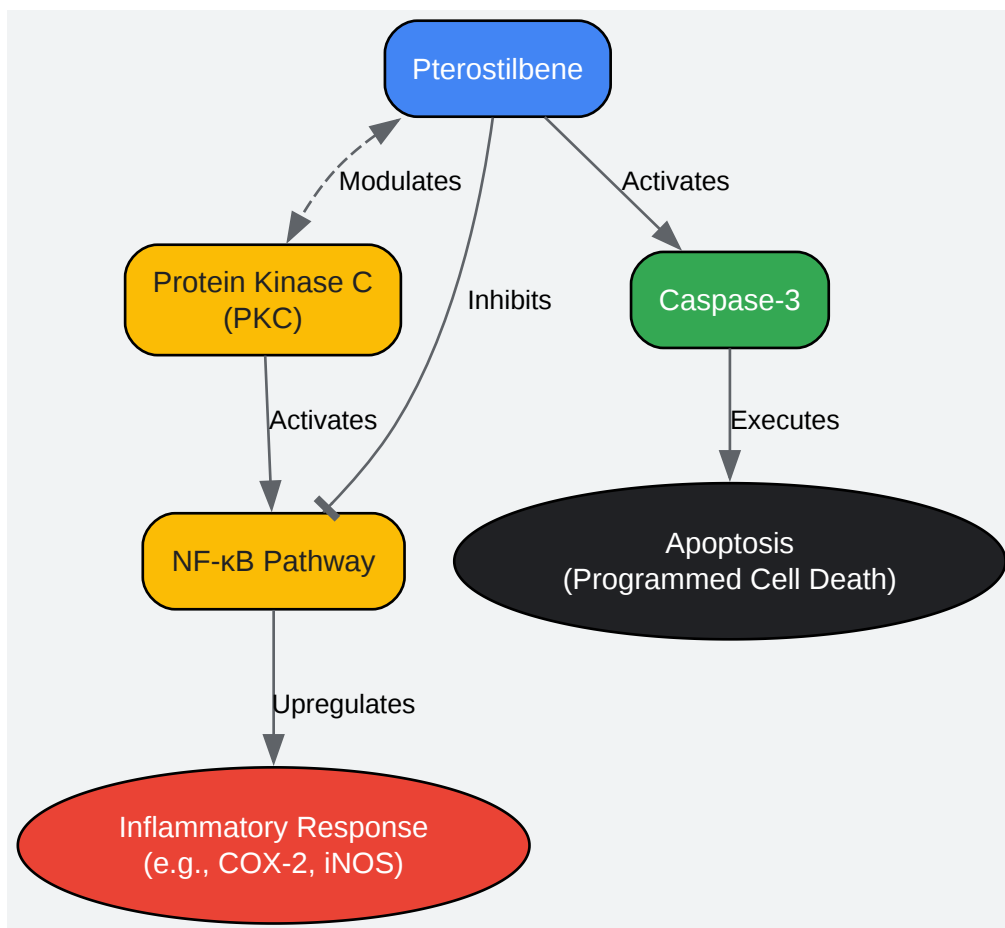 Pterostilbene
Modulates
Activates
Protein Kinase C
(PKC)
Inhibits
Caspase-3
Activates
Executes
NF-κB Pathway
Apoptosis
(Programmed Cell Death)
Upregulates
Inflammatory Response
(e.g., COX-2, iNOS)